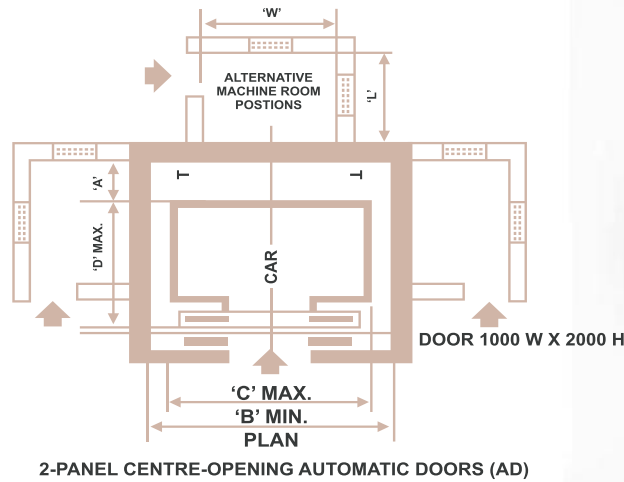 ‘W’
ALTERNATIVE
MACHINE ROOM
POSTIONS
‘L’
‘A’
T
T
‘D’ MAX.
CAR
DOOR 1000 W X 2000 H
‘C’ MAX.
‘B’ MIN.
PLAN
2-PANEL CENTRE-OPENING AUTOMATIC DOORS (AD)